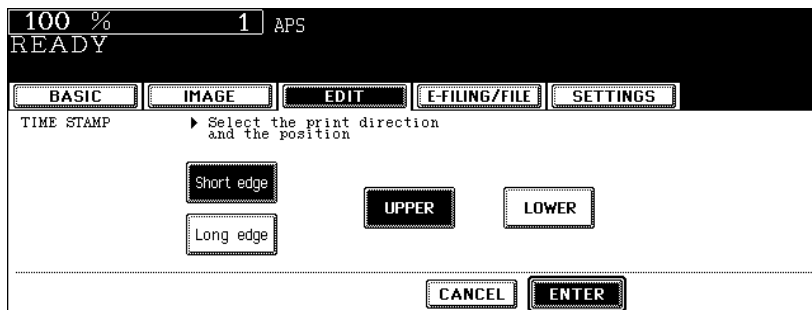 100 % 1 APS
READY
BASIC IMAGE EDIT E-FILING/FILE SETTINGS
TIME STAMP ▶ Select the print direction
and the position
Short edge
UPPER LOWER
Long edge
CANCEL ENTER